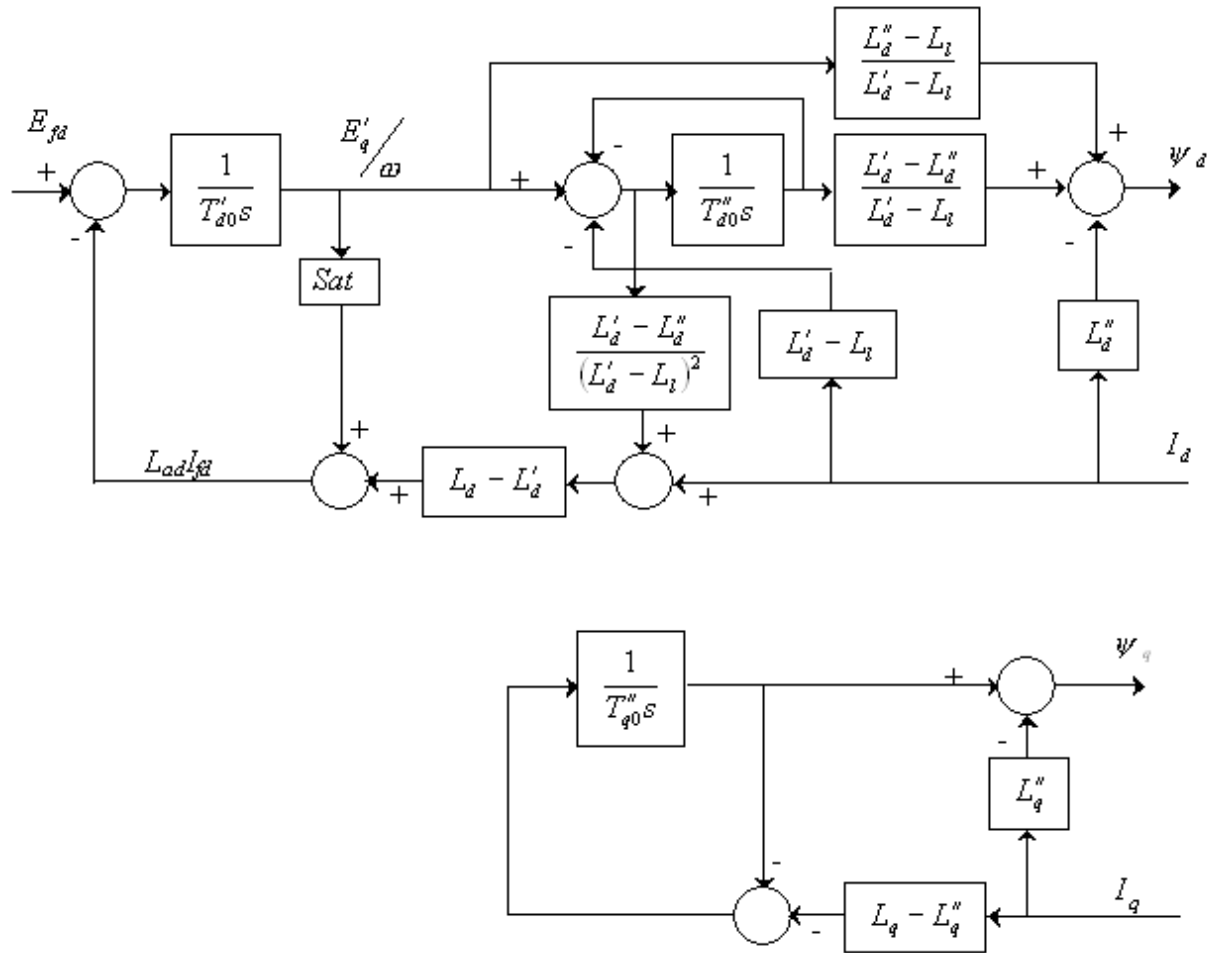 L''_d - L_l
L'_d - L_l
E_fd
+
1
T'_d0 s
E'_q / ω
+
-
1
T''_d0 s
L'_d - L''_d
L'_d - L_l
+
+
ψ_d
-
-
-
Sat
L'_d - L''_d
(L'_d - L_l)^2
L'_d - L_l
L''_d
+
+
L_ad I_fd
+
L_d - L'_d
+
I_d
1
T''_q0 s
+
ψ_q
-
L''_q
-
-
L_q - L''_q
I_q